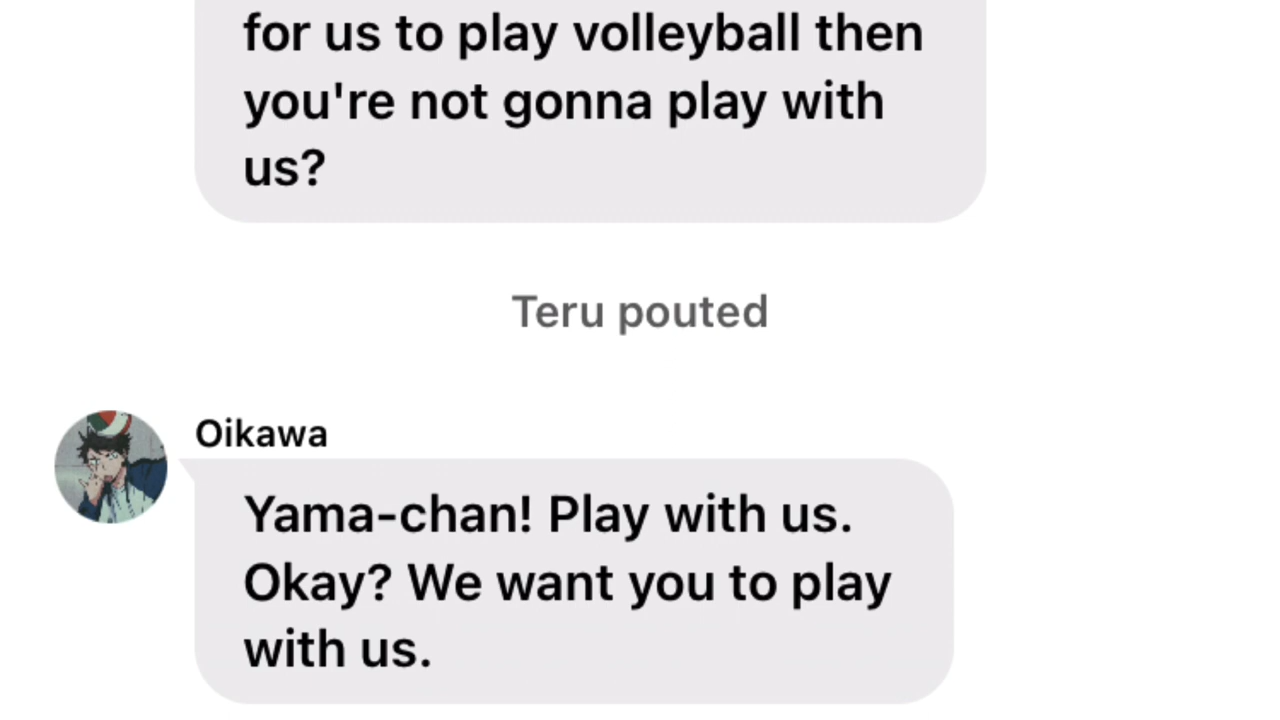 for us to play volleyball then
you're not gonna play with
us?
Teru pouted
Oikawa
Yama-chan! Play with us.
Okay? We want you to play
with us.